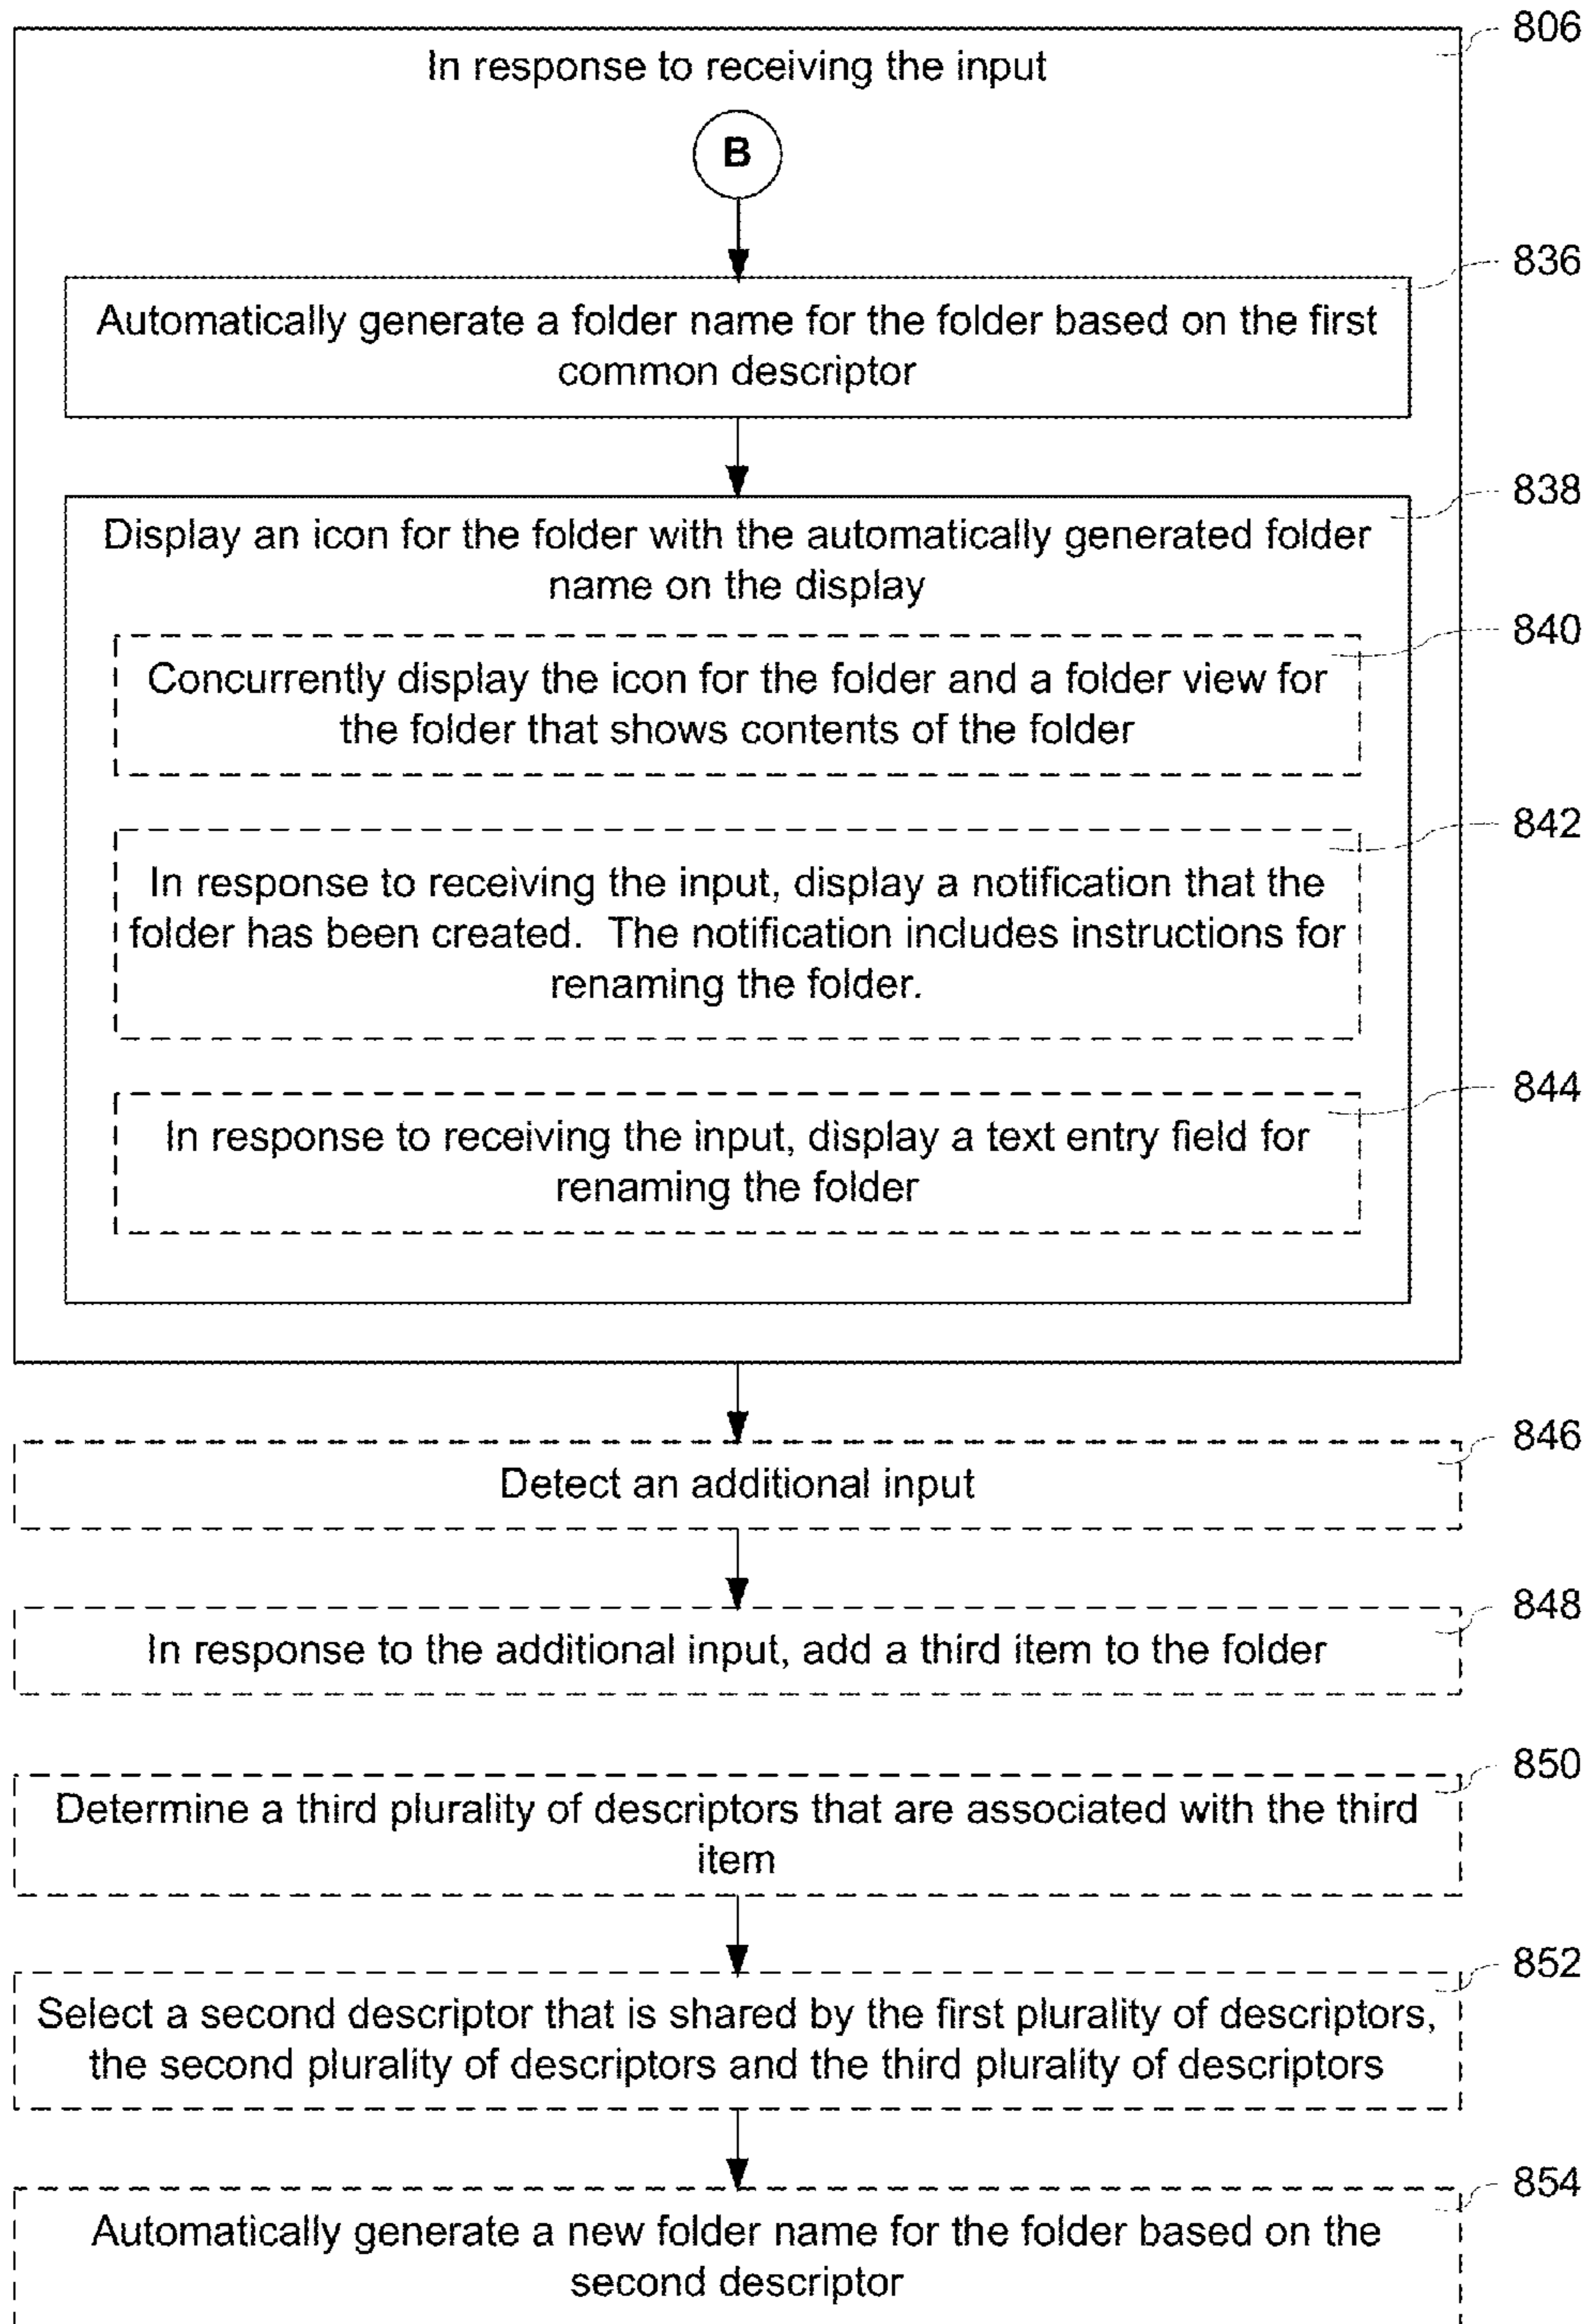 806
In response to receiving the input
B
836
Automatically generate a folder name for the folder based on the first
common descriptor
838
Display an icon for the folder with the automatically generated folder
name on the display
840
Concurrently display the icon for the folder and a folder view for
the folder that shows contents of the folder
842
In response to receiving the input, display a notification that the
folder has been created.  The notification includes instructions for
renaming the folder.
844
In response to receiving the input, display a text entry field for
renaming the folder
846
Detect an additional input
848
In response to the additional input, add a third item to the folder
850
Determine a third plurality of descriptors that are associated with the third
item
852
Select a second descriptor that is shared by the first plurality of descriptors,
the second plurality of descriptors and the third plurality of descriptors
854
Automatically generate a new folder name for the folder based on the
second descriptor